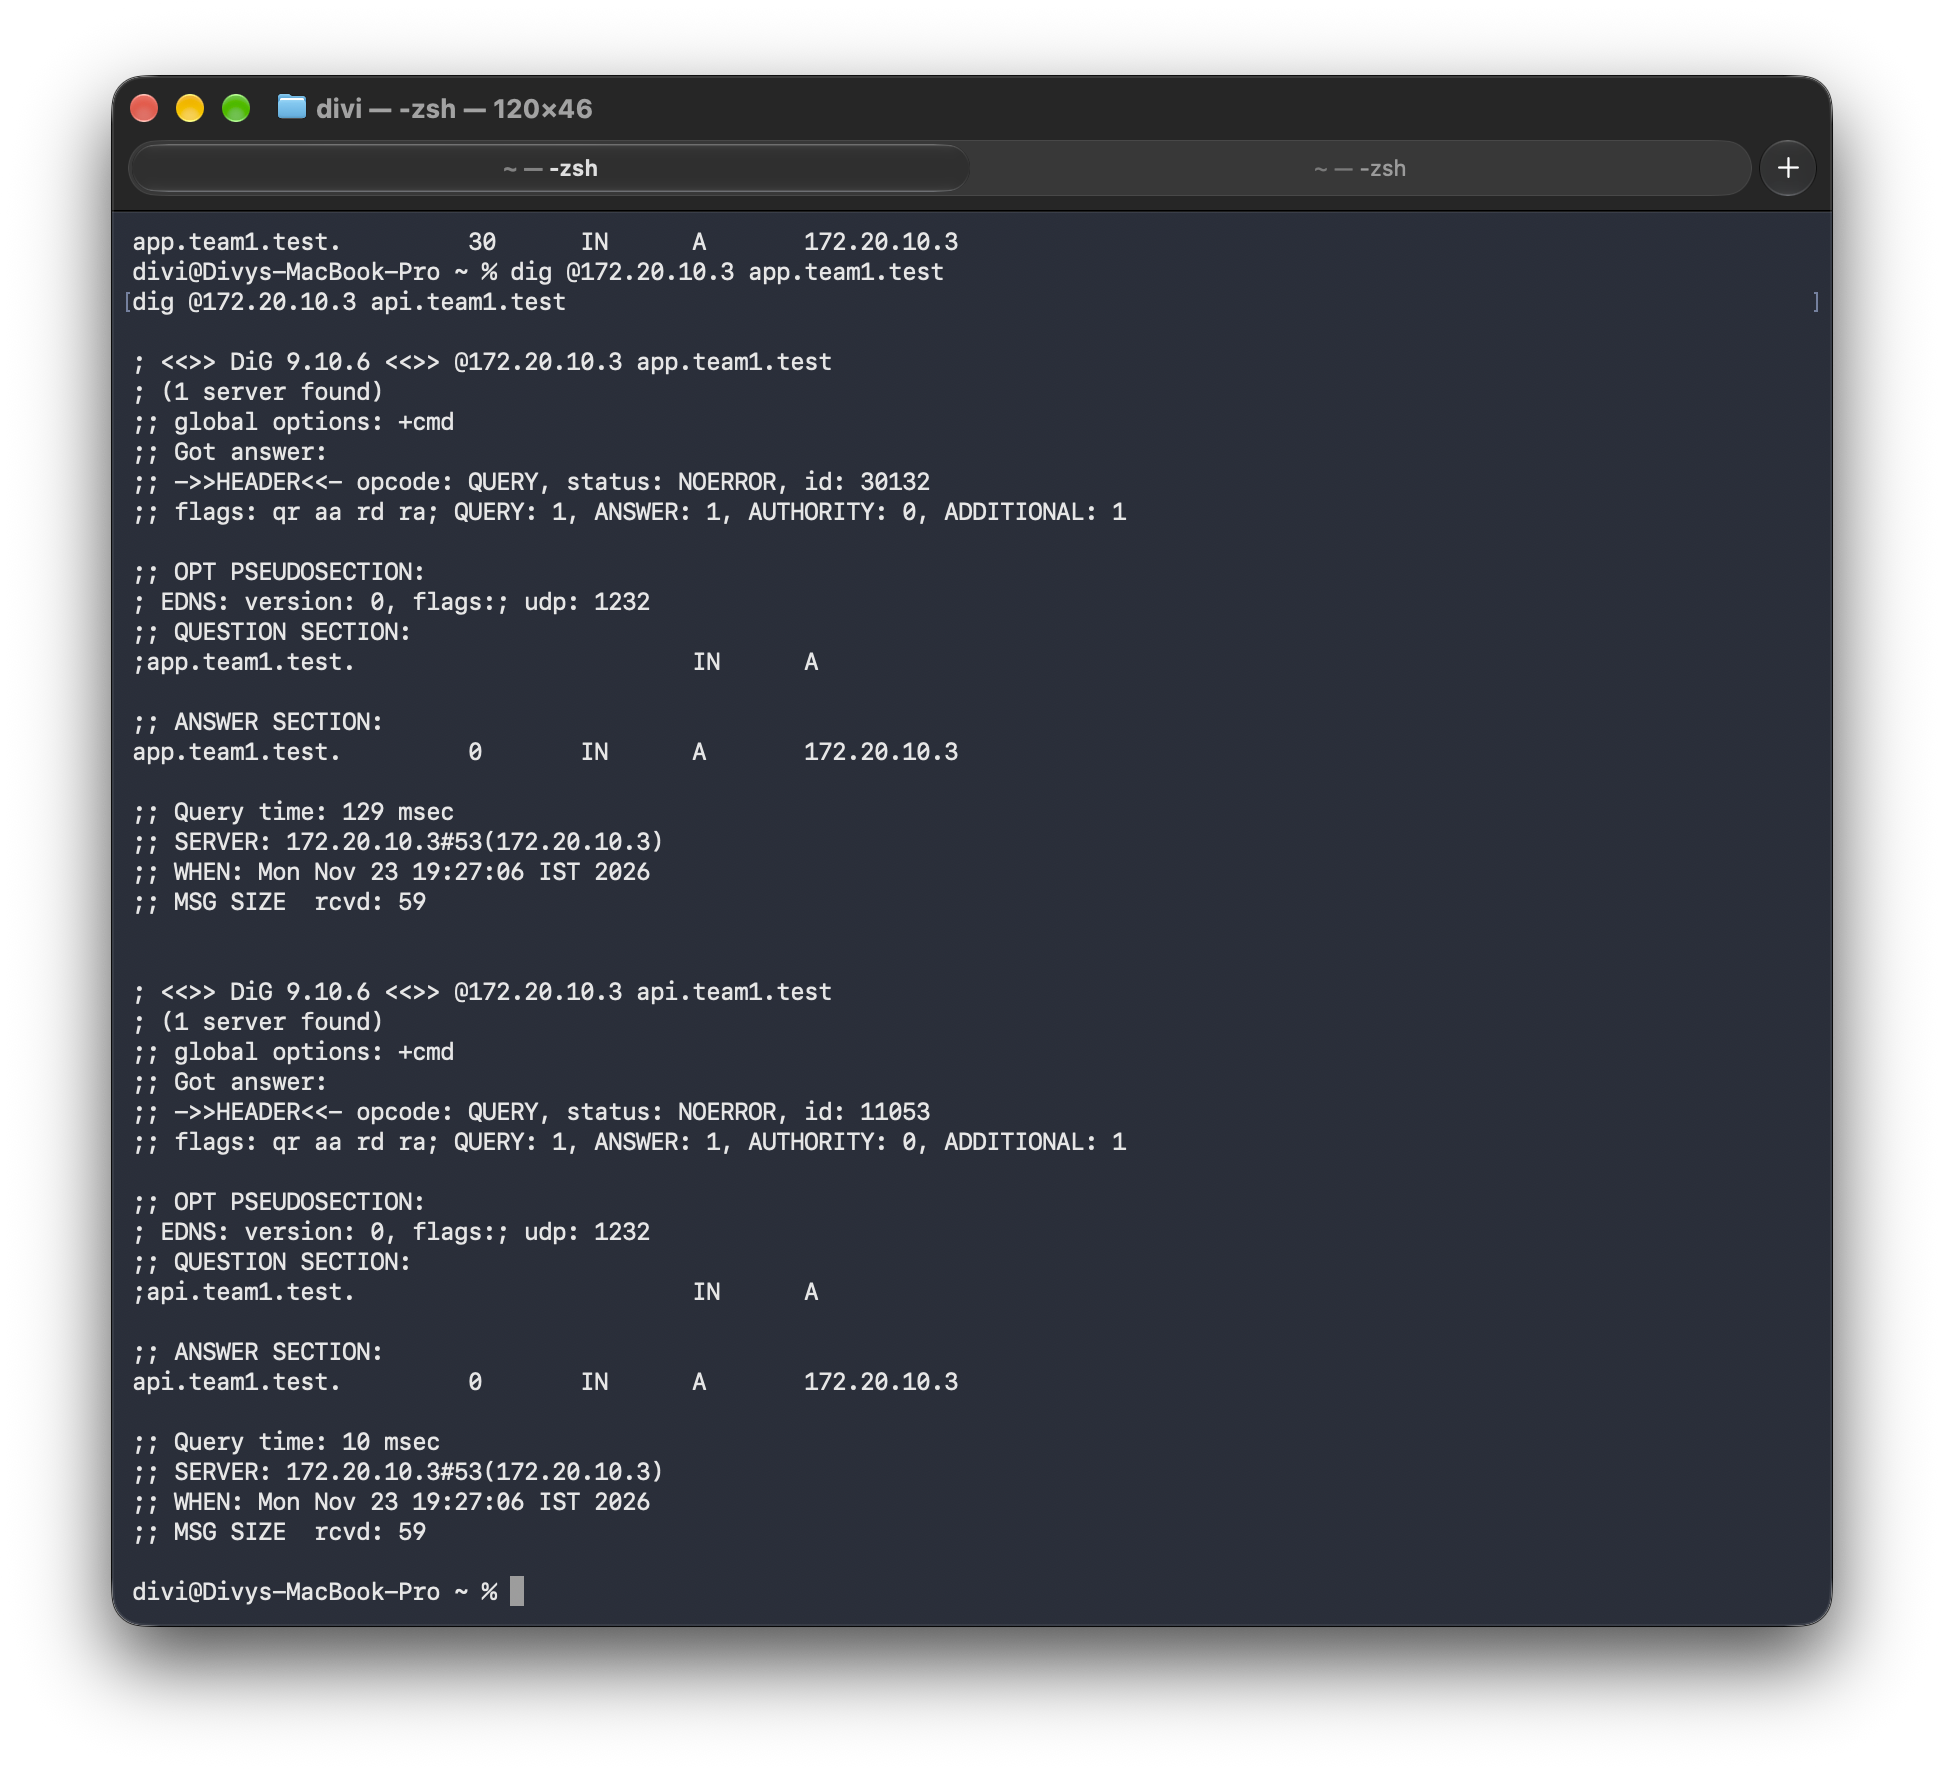 divi — -zsh — 120×46
~ — -zsh
~ — -zsh
+
app.team1.test.         30      IN      A       172.20.10.3
divi@Divys-MacBook-Pro ~ % dig @172.20.10.3 app.team1.test
[dig @172.20.10.3 api.team1.test ]
; <<>> DiG 9.10.6 <<>> @172.20.10.3 app.team1.test
; (1 server found)
;; global options: +cmd
;; Got answer:
;; ->>HEADER<<- opcode: QUERY, status: NOERROR, id: 30132
;; flags: qr aa rd ra; QUERY: 1, ANSWER: 1, AUTHORITY: 0, ADDITIONAL: 1
;; OPT PSEUDOSECTION:
; EDNS: version: 0, flags:; udp: 1232
;; QUESTION SECTION:
;app.team1.test.                        IN      A
;; ANSWER SECTION:
app.team1.test.         0       IN      A       172.20.10.3
;; Query time: 129 msec
;; SERVER: 172.20.10.3#53(172.20.10.3)
;; WHEN: Mon Nov 23 19:27:06 IST 2026
;; MSG SIZE  rcvd: 59
; <<>> DiG 9.10.6 <<>> @172.20.10.3 api.team1.test
; (1 server found)
;; global options: +cmd
;; Got answer:
;; ->>HEADER<<- opcode: QUERY, status: NOERROR, id: 11053
;; flags: qr aa rd ra; QUERY: 1, ANSWER: 1, AUTHORITY: 0, ADDITIONAL: 1
;; OPT PSEUDOSECTION:
; EDNS: version: 0, flags:; udp: 1232
;; QUESTION SECTION:
;api.team1.test.                        IN      A
;; ANSWER SECTION:
api.team1.test.         0       IN      A       172.20.10.3
;; Query time: 10 msec
;; SERVER: 172.20.10.3#53(172.20.10.3)
;; WHEN: Mon Nov 23 19:27:06 IST 2026
;; MSG SIZE  rcvd: 59
divi@Divys-MacBook-Pro ~ %